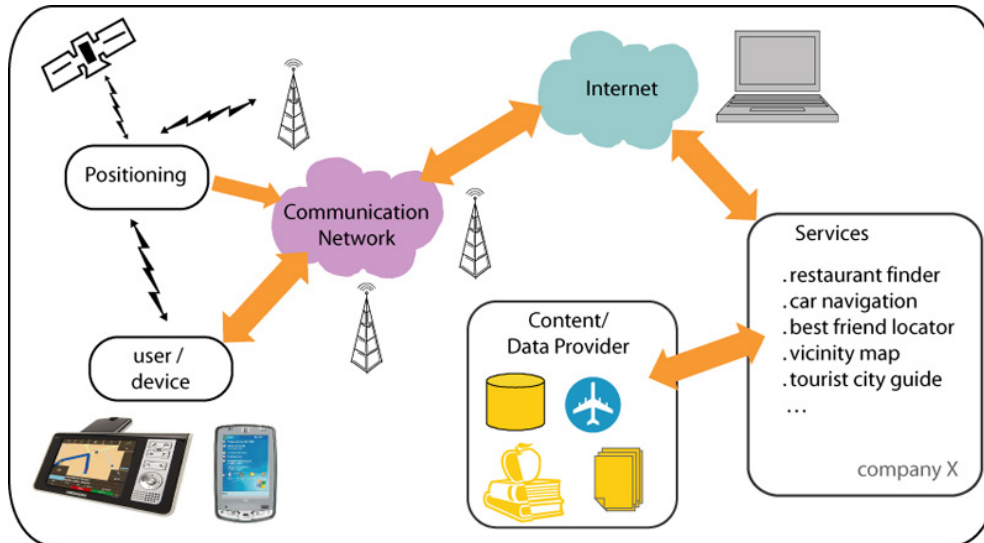 Internet
Positioning
Communication
Network
Services
.restaurant finder
.car navigation
.best friend locator
.vicinity map
.tourist city guide
...
Content/
Data Provider
user /
device
company X